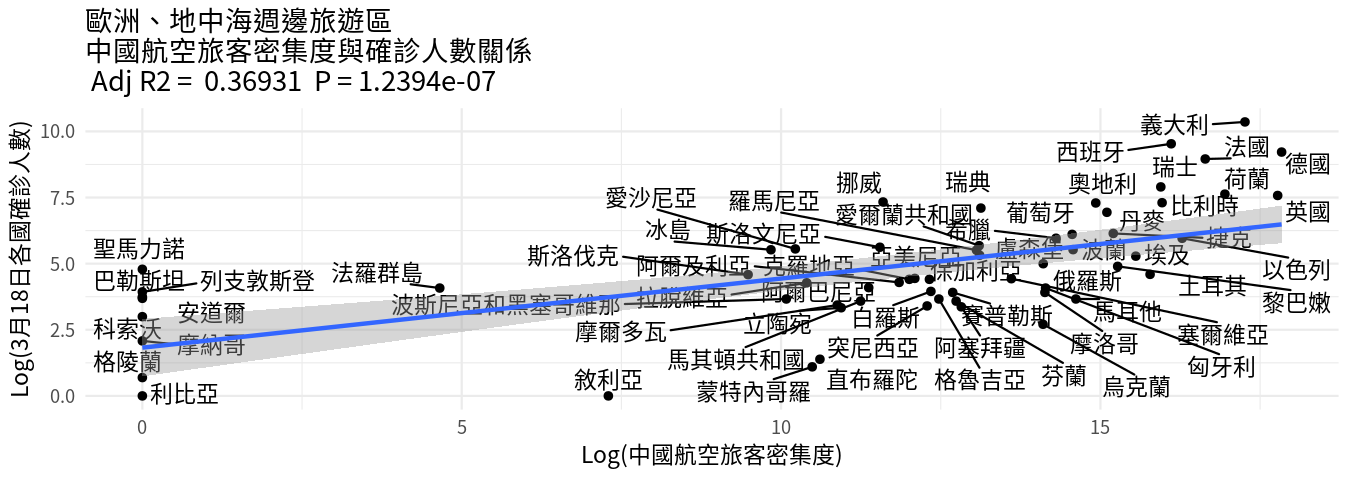 歐洲、地中海週邊旅遊區
中國航空旅客密集度與確診人數關係
Adj R2 = 0.36931 P = 1.2394e-07
Log(3月18日各國確診人數)
10.0
7.5
5.0
2.5
0.0
義大利
西班牙
法國
德國
瑞士
荷蘭
挪威
瑞典
奧地利
愛沙尼亞
羅馬尼亞
愛爾蘭共和國
葡萄牙
比利時
英國
丹麥
冰島
斯洛文尼亞
希臘
捷克
聖馬力諾
斯洛伐克
阿爾及利亞
克羅地亞
亞美尼亞
盧森堡
波蘭
埃及
以色列
巴勒斯坦
列支敦斯登
法羅群島
保加利亞
俄羅斯
土耳其
黎巴嫩
安道爾
波斯尼亞和黑塞哥維那
拉脫維亞
阿爾巴尼亞
馬耳他
科索沃
摩納哥
摩爾多瓦
立陶宛
白羅斯
賽普勒斯
塞爾維亞
格陵蘭
馬其頓共和國
突尼西亞
阿塞拜疆
摩洛哥
匈牙利
利比亞
敘利亞
蒙特內哥羅
直布羅陀
格魯吉亞
芬蘭
烏克蘭
0
5
10
15
Log(中國航空旅客密集度)